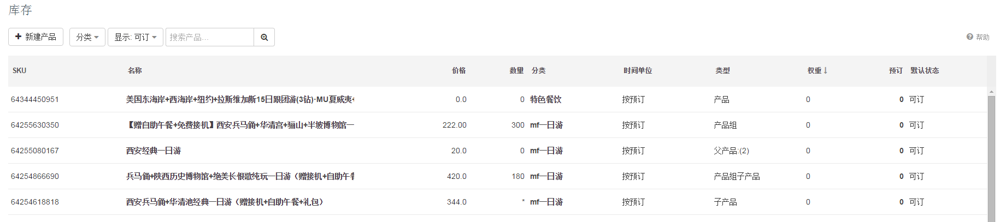 库存
新建产品 分类 显示: 可订 搜索产品... 帮助
SKU 名称 价格 数量 分类 时间单位 类型 权重 预订 默认状态
64344450951 美国东海岸+西海岸+纽约+拉斯维加斯15日跟团游(3钻)·MU夏威夷+ 0.0 0 特色餐饮 按预订 产品 0 0 可订
64255630350 【赠自助午餐+免费接机】西安兵马俑+华清宫+骊山+半坡博物馆一 222.00 300 mf一日游 按预订 产品组 0 0 可订
64255080167 西安经典一日游 20.0 0 mf一日游 按预订 父产品:(2) 0 0 可订
64254866690 兵马俑+陕西历史博物馆+绝美长恨歌纯玩一日游（赠接机+自助午餐 420.0 180 mf一日游 按预订 产品组子产品 0 0 可订
64254618818 西安兵马俑+华清池经典一日游（赠接机+自助午餐+礼包） 344.0 * mf一日游 按预订 子产品 0 0 可订